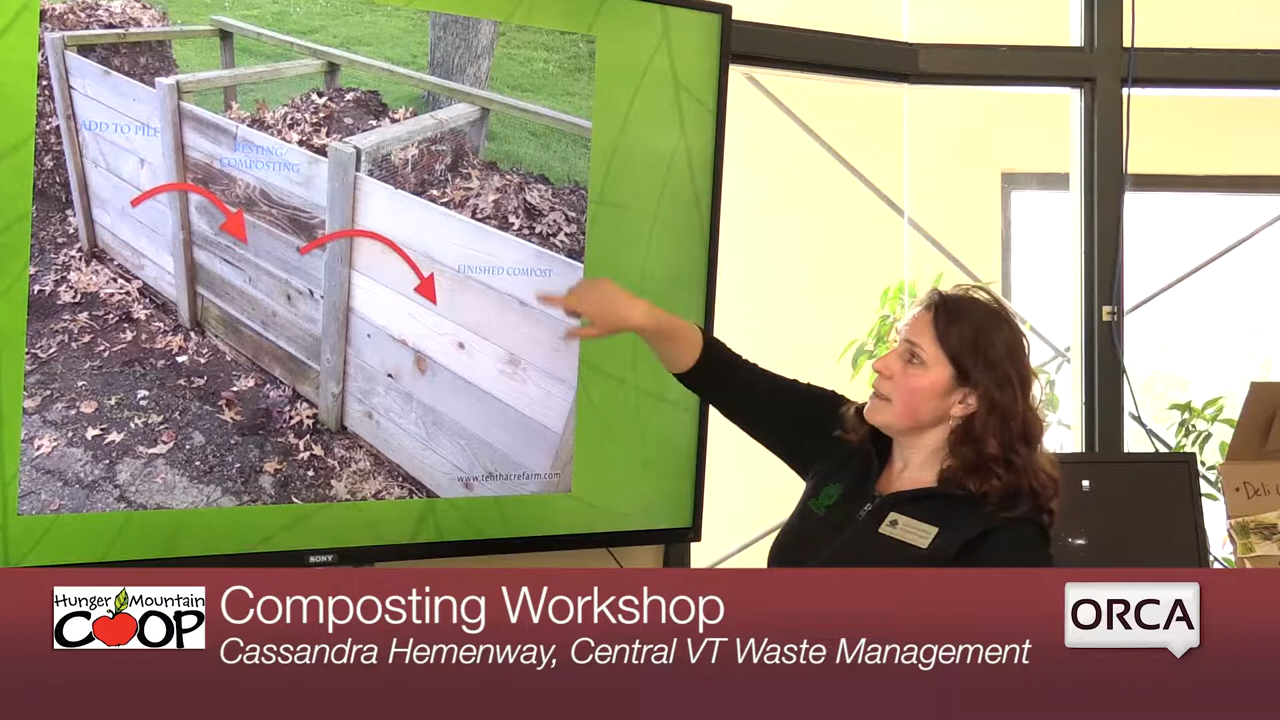 ADD TO PILE
RESTING/
COMPOSTING
FINISHED COMPOST
www.tenthacrefarm.com
SONY
Deli
Hunger Mountain
COOP
Composting Workshop
Cassandra Hemenway, Central VT Waste Management
ORCA